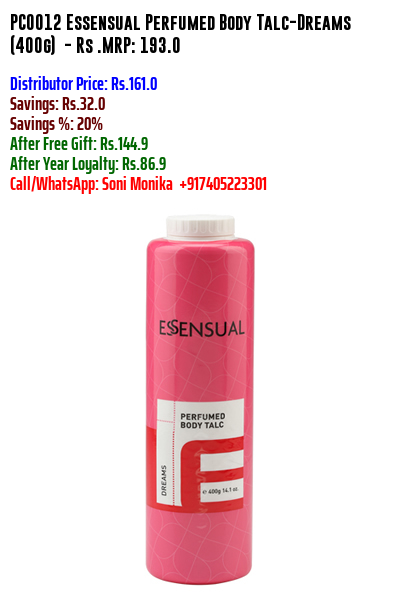 PC0012 Essensual Perfumed Body Talc-Dreams
(400g) - Rs .MRP: 193.0
Distributor Price: Rs.161.0
Savings: Rs.32.0
Savings %: 20%
After Free Gift: Rs.144.9
After Year Loyalty: Rs.86.9
Call/WhatsApp: Soni Monika +917405223301
ESSENSUAL
PERFUMED
BODY TALC
DREAMS
e 400g 14.1 oz.